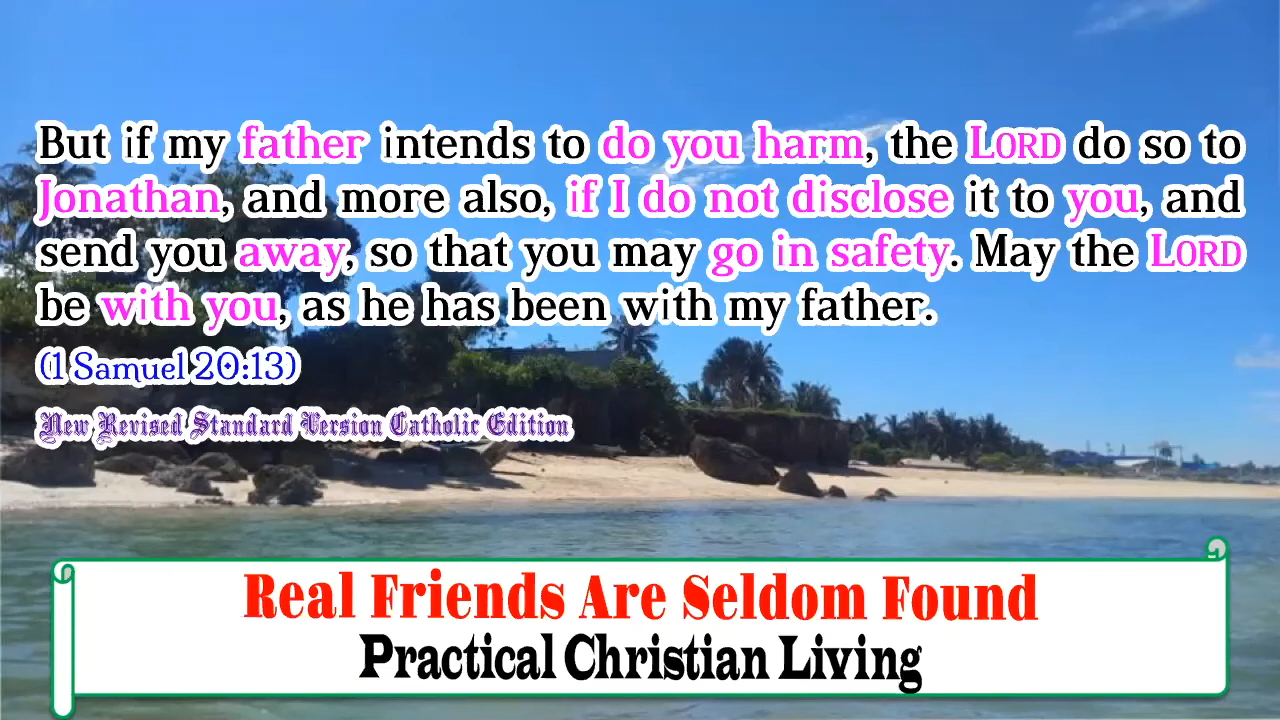 But if my father intends to do you harm, the LORD do so to
Jonathan, and more also, if I do not disclose it to you, and
send you away, so that you may go in safety. May the LORD
be with you, as he has been with my father.
(1 Samuel 20:13)
New Revised Standard Version Catholic Edition
Real Friends Are Seldom Found
Practical Christian Living